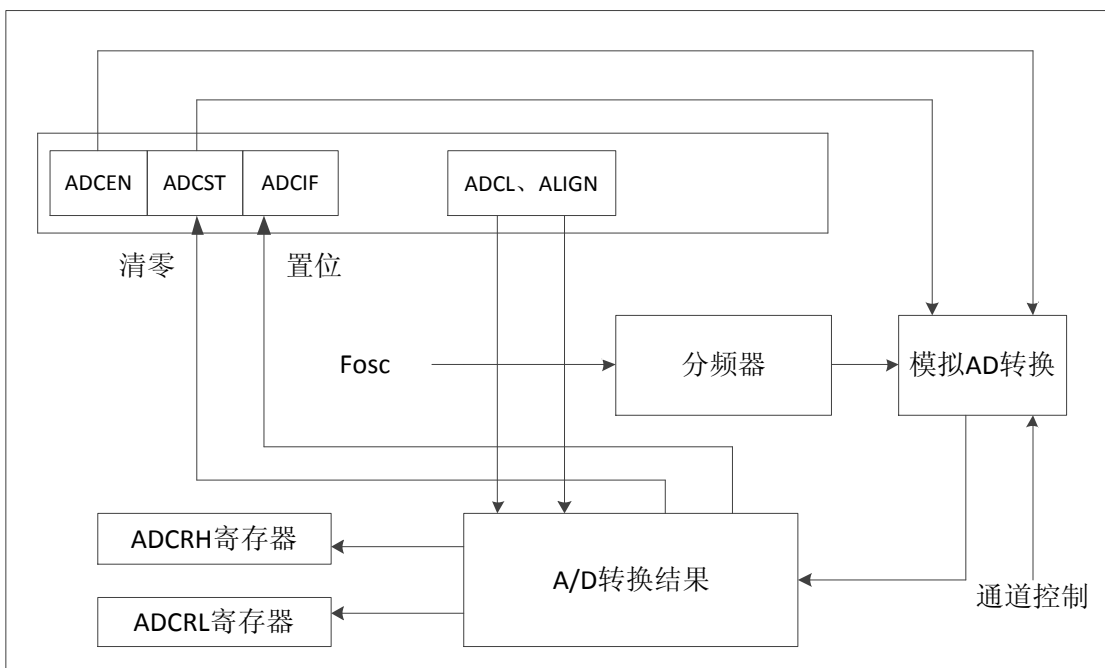 ADCEN
ADCST
ADCIF
ADCL、ALIGN
清零
置位
Fosc
分频器
模拟AD转换
ADCRH寄存器
A/D转换结果
ADCRL寄存器
通道控制